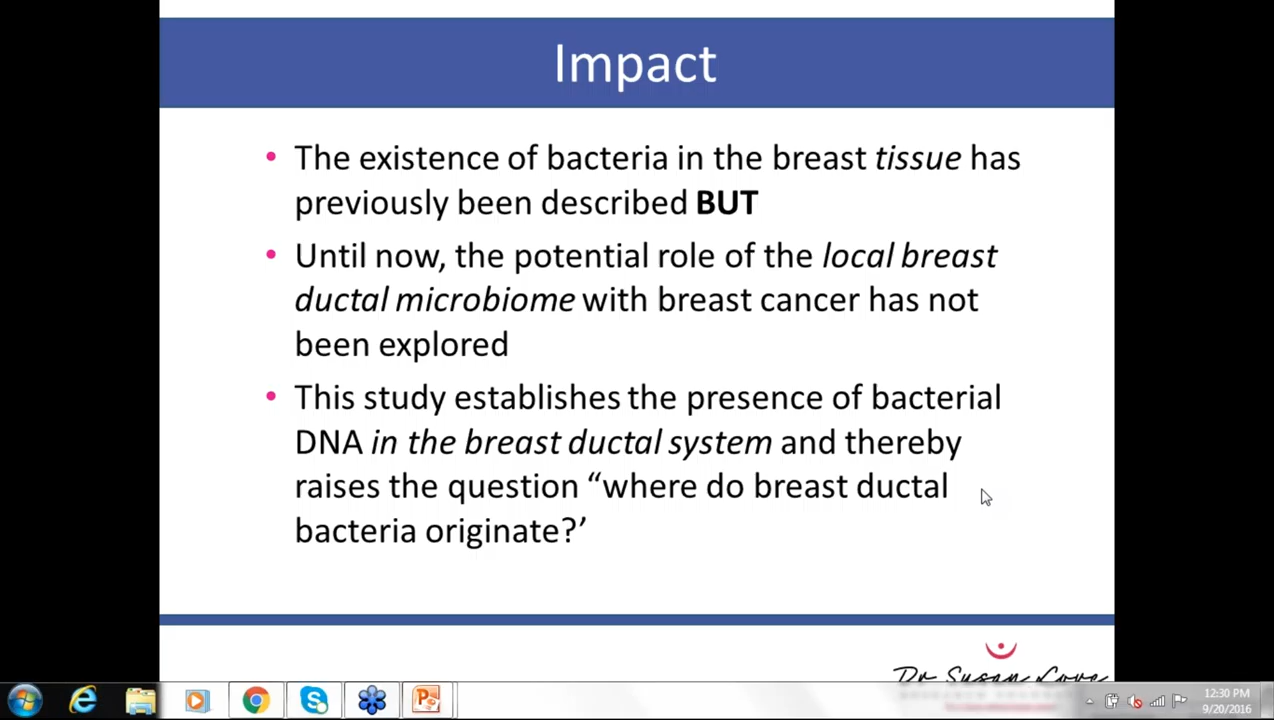 Impact
• The existence of bacteria in the breast tissue has
previously been described BUT
• Until now, the potential role of the local breast
ductal microbiome with breast cancer has not
been explored
• This study establishes the presence of bacterial
DNA in the breast ductal system and thereby
raises the question “where do breast ductal
bacteria originate?’
Dr Susan Love
12:30 PM
9/20/2016